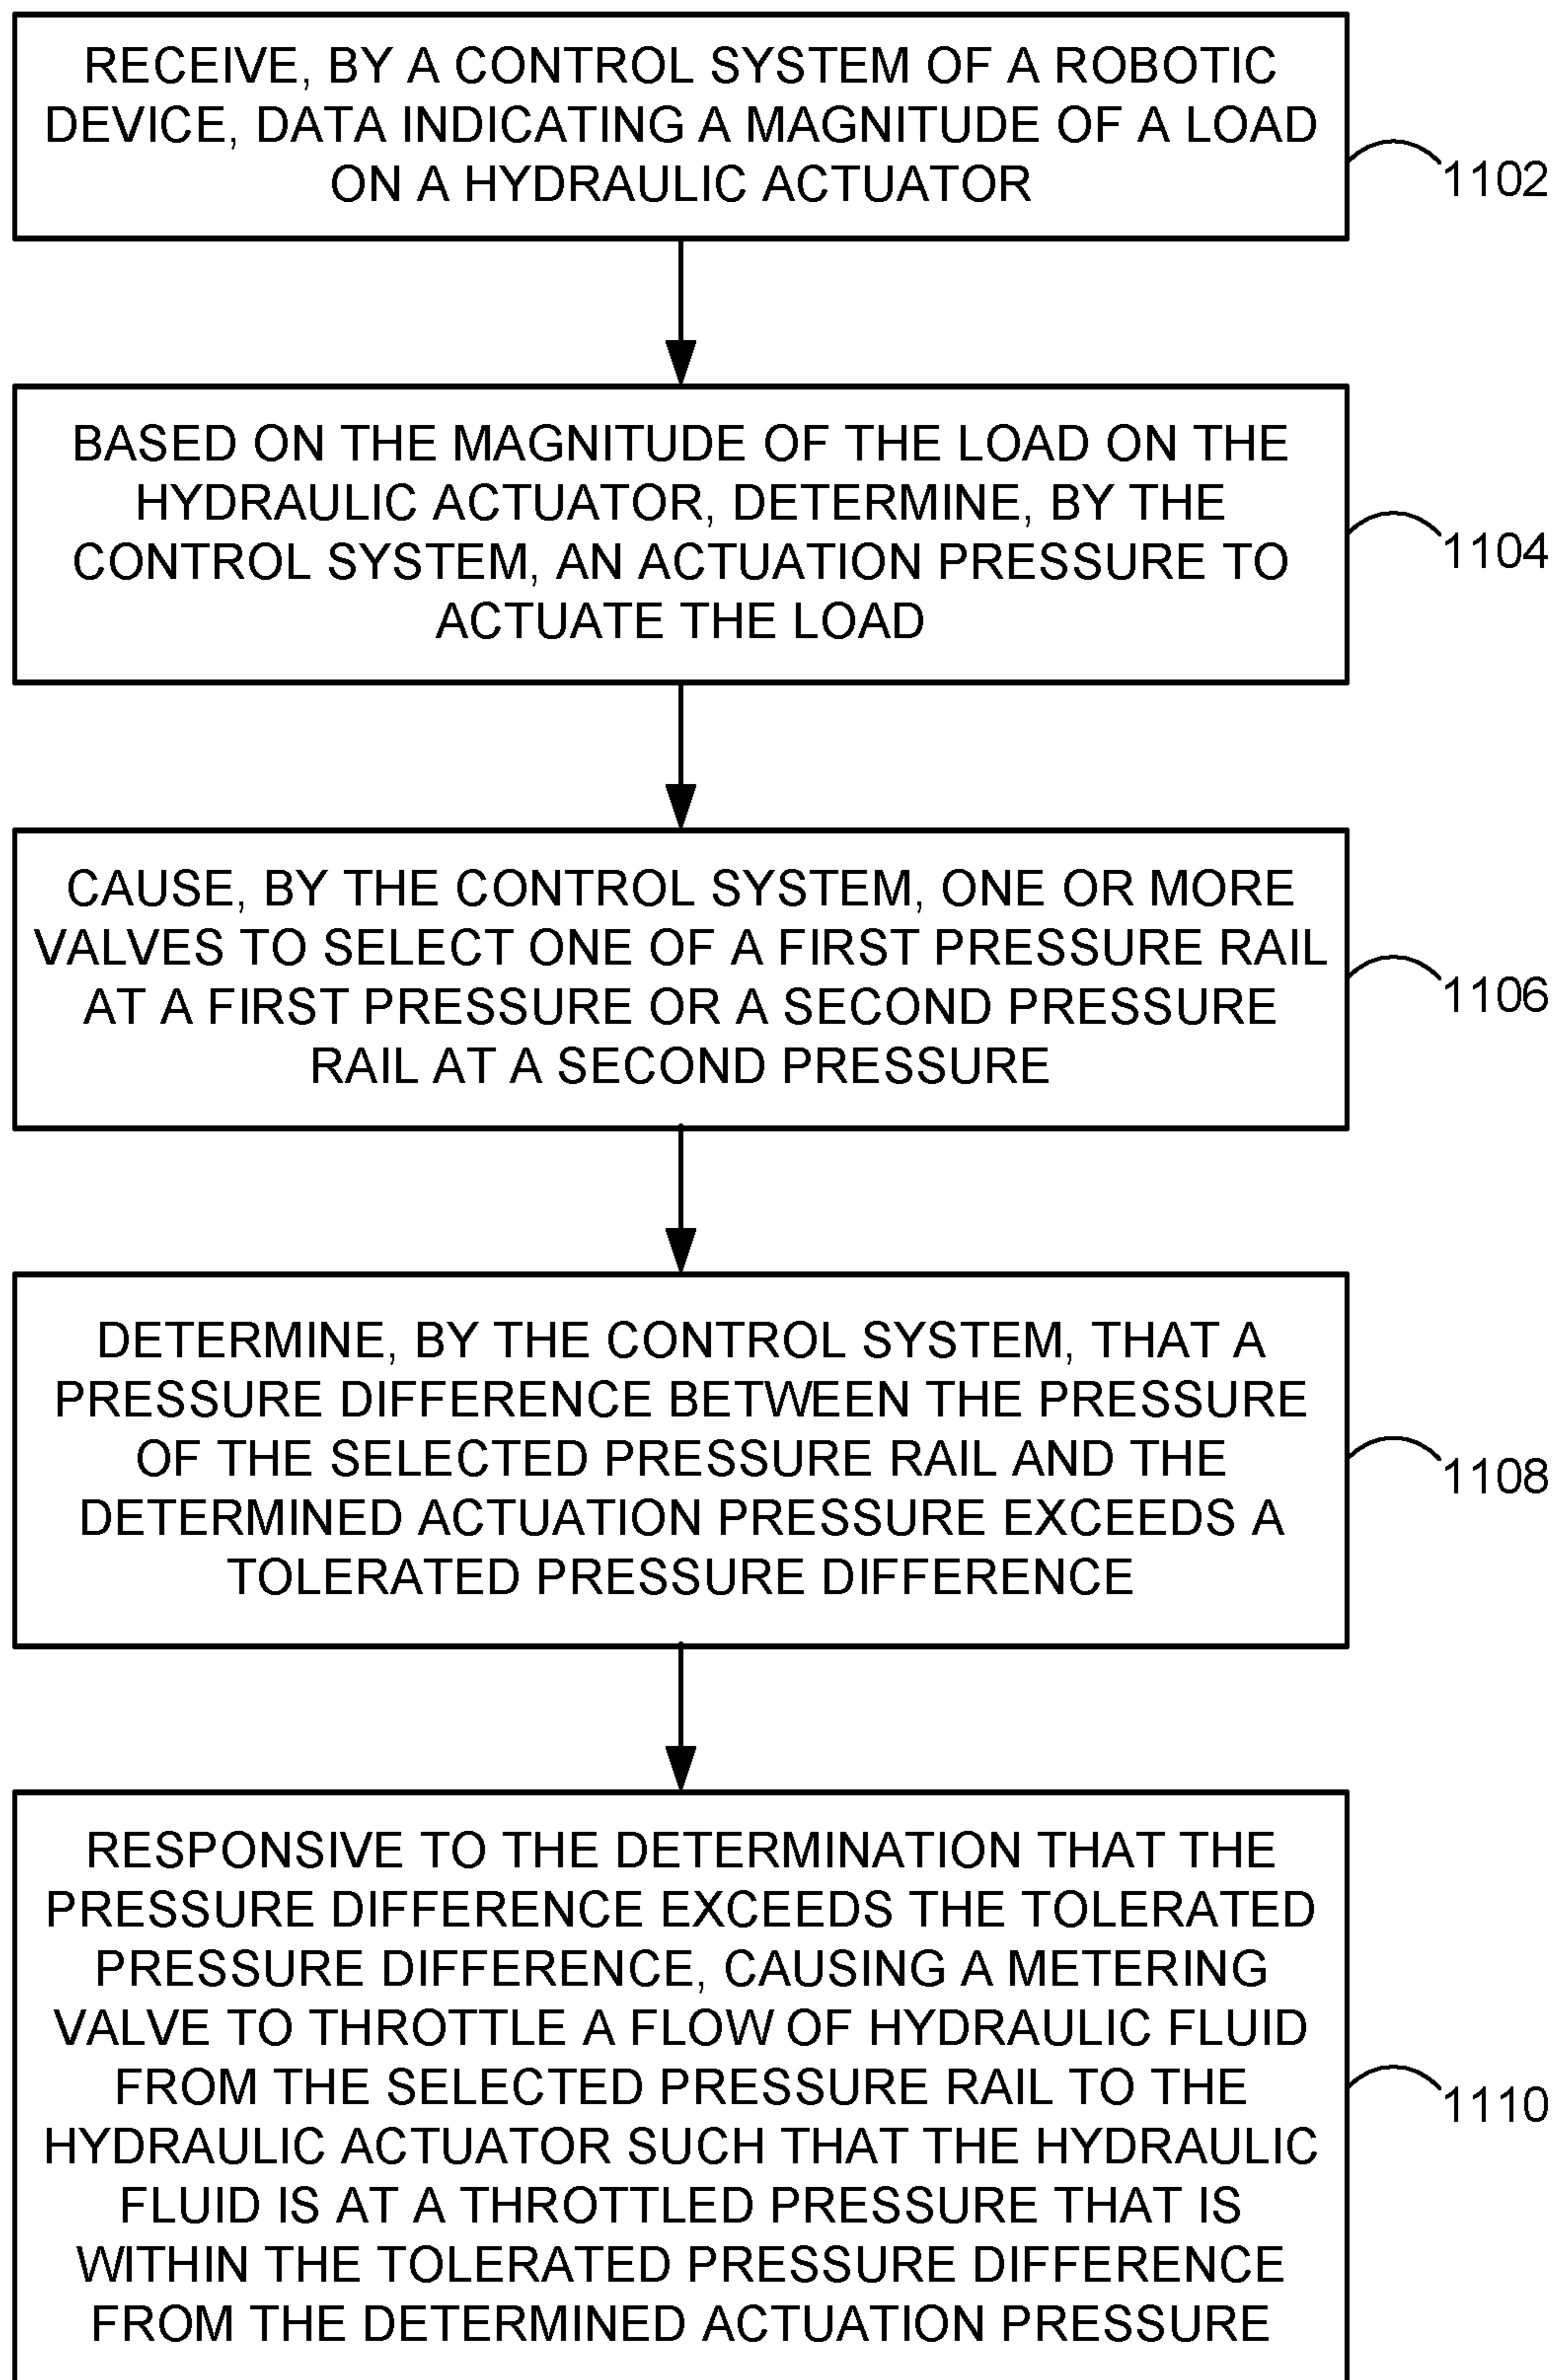 RECEIVE, BY A CONTROL SYSTEM OF A ROBOTIC
DEVICE, DATA INDICATING A MAGNITUDE OF A LOAD
ON A HYDRAULIC ACTUATOR
1102
BASED ON THE MAGNITUDE OF THE LOAD ON THE
HYDRAULIC ACTUATOR, DETERMINE, BY THE
CONTROL SYSTEM, AN ACTUATION PRESSURE TO
ACTUATE THE LOAD
1104
CAUSE, BY THE CONTROL SYSTEM, ONE OR MORE
VALVES TO SELECT ONE OF A FIRST PRESSURE RAIL
AT A FIRST PRESSURE OR A SECOND PRESSURE
RAIL AT A SECOND PRESSURE
1106
DETERMINE, BY THE CONTROL SYSTEM, THAT A
PRESSURE DIFFERENCE BETWEEN THE PRESSURE
OF THE SELECTED PRESSURE RAIL AND THE
DETERMINED ACTUATION PRESSURE EXCEEDS A
TOLERATED PRESSURE DIFFERENCE
1108
RESPONSIVE TO THE DETERMINATION THAT THE
PRESSURE DIFFERENCE EXCEEDS THE TOLERATED
PRESSURE DIFFERENCE, CAUSING A METERING
VALVE TO THROTTLE A FLOW OF HYDRAULIC FLUID
FROM THE SELECTED PRESSURE RAIL TO THE
HYDRAULIC ACTUATOR SUCH THAT THE HYDRAULIC
FLUID IS AT A THROTTLED PRESSURE THAT IS
WITHIN THE TOLERATED PRESSURE DIFFERENCE
FROM THE DETERMINED ACTUATION PRESSURE
1110